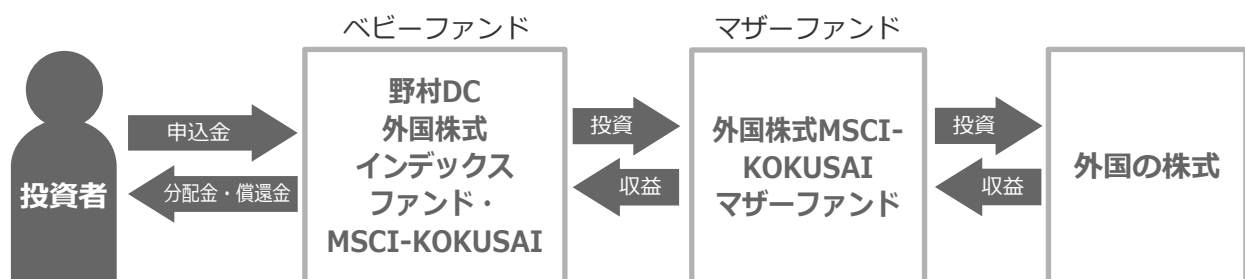 ベビーファンド
マザーファンド
投資者
申込金
分配金・償還金
野村DC
外国株式
インデックス
ファンド・
MSCI-KOKUSAI
投資
収益
外国株式MSCI-
KOKUSAI
マザーファンド
投資
収益
外国の株式